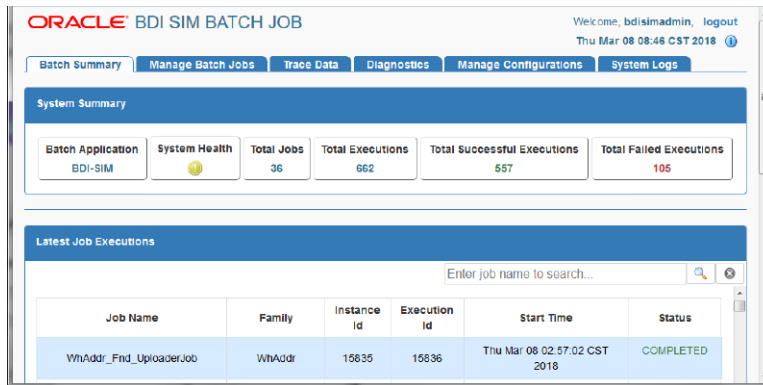 ORACLE® BDI SIM BATCH JOB
Welcome, bdisimadmin, logout
Thu Mar 08 08:46 CST 2018
Batch Summary Manage Batch Jobs Trace Data Diagnostics Manage Configurations System Logs
System Summary
Batch Application System Health Total Jobs Total Executions Total Successful Executions Total Failed Executions
BDI-SIM 36 662 557 105
Latest Job Executions
Enter job name to search...
Job Name Family Instance Id Execution Id Start Time Status
WhAddr_Fnd_UploaderJob WhAddr 15835 15836 Thu Mar 08 02:57:02 CST 2018 COMPLETED